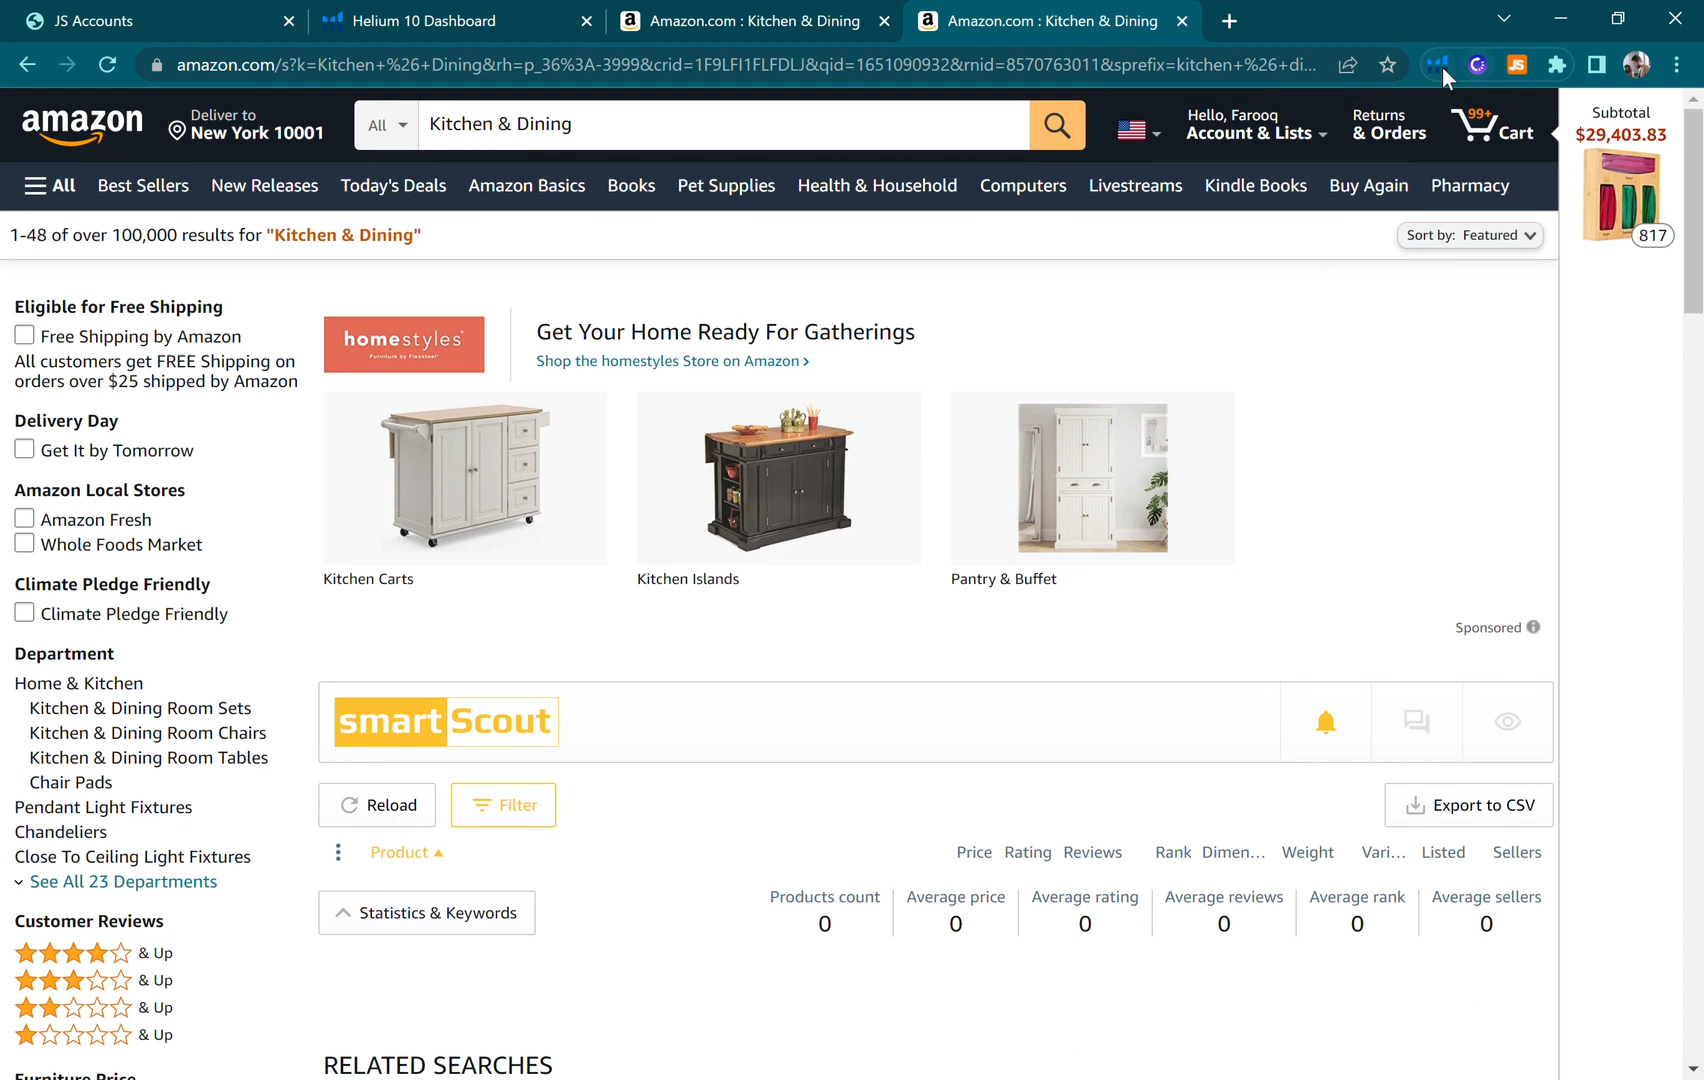 JS Accounts
Helium 10 Dashboard
Amazon.com : Kitchen & Dining
Amazon.com : Kitchen & Dining
amazon.com/s?k=Kitchen+%26+Dining&rh=p_36%3A-3999&crid=1F9LFI1FLFDLJ&qid=1651090932&rnid=8570763011&sprefix=kitchen+%26+di...
JS
amazon
Deliver to
New York 10001
All
Kitchen & Dining
Hello, Farooq
Account & Lists
Returns
& Orders
99+
Cart
Subtotal
$29,403.83
817
All
Best Sellers
New Releases
Today's Deals
Amazon Basics
Books
Pet Supplies
Health & Household
Computers
Livestreams
Kindle Books
Buy Again
Pharmacy
1-48 of over 100,000 results for "Kitchen & Dining"
Sort by: Featured
Eligible for Free Shipping
Free Shipping by Amazon
All customers get FREE Shipping on
orders over $25 shipped by Amazon
Delivery Day
Get It by Tomorrow
Amazon Local Stores
Amazon Fresh
Whole Foods Market
Climate Pledge Friendly
Climate Pledge Friendly
Department
Home & Kitchen
Kitchen & Dining Room Sets
Kitchen & Dining Room Chairs
Kitchen & Dining Room Tables
Chair Pads
Pendant Light Fixtures
Chandeliers
Close To Ceiling Light Fixtures
See All 23 Departments
Customer Reviews
& Up
& Up
& Up
& Up
Furniture Price
homestyles
Furniture by Flexsteel
Get Your Home Ready For Gatherings
Shop the homestyles Store on Amazon ›
Kitchen Carts
Kitchen Islands
Pantry & Buffet
Sponsored
smart Scout
Reload
Filter
Export to CSV
Product
Price
Rating
Reviews
Rank
Dimen...
Weight
Vari...
Listed
Sellers
Statistics & Keywords
Products count
0
Average price
0
Average rating
0
Average reviews
0
Average rank
0
Average sellers
0
RELATED SEARCHES